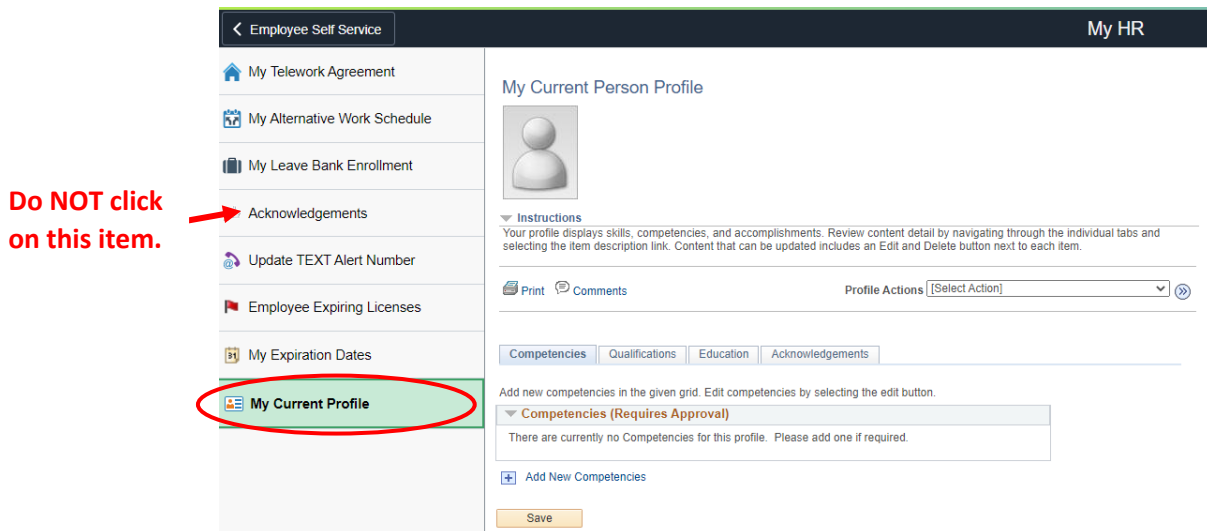 Employee Self Service
My HR
My Telework Agreement
My Alternative Work Schedule
My Leave Bank Enrollment
Do NOT click
on this item.
Acknowledgements
Update TEXT Alert Number
Employee Expiring Licenses
My Expiration Dates
My Current Profile
My Current Person Profile
Instructions
Your profile displays skills, competencies, and accomplishments. Review content detail by navigating through the individual tabs and
selecting the item description link. Content that can be updated includes an Edit and Delete button next to each item.
Print Comments Profile Actions [Select Action]
Competencies Qualifications Education Acknowledgements
Add new competencies in the given grid. Edit competencies by selecting the edit button.
Competencies (Requires Approval)
There are currently no Competencies for this profile. Please add one if required.
Add New Competencies
Save